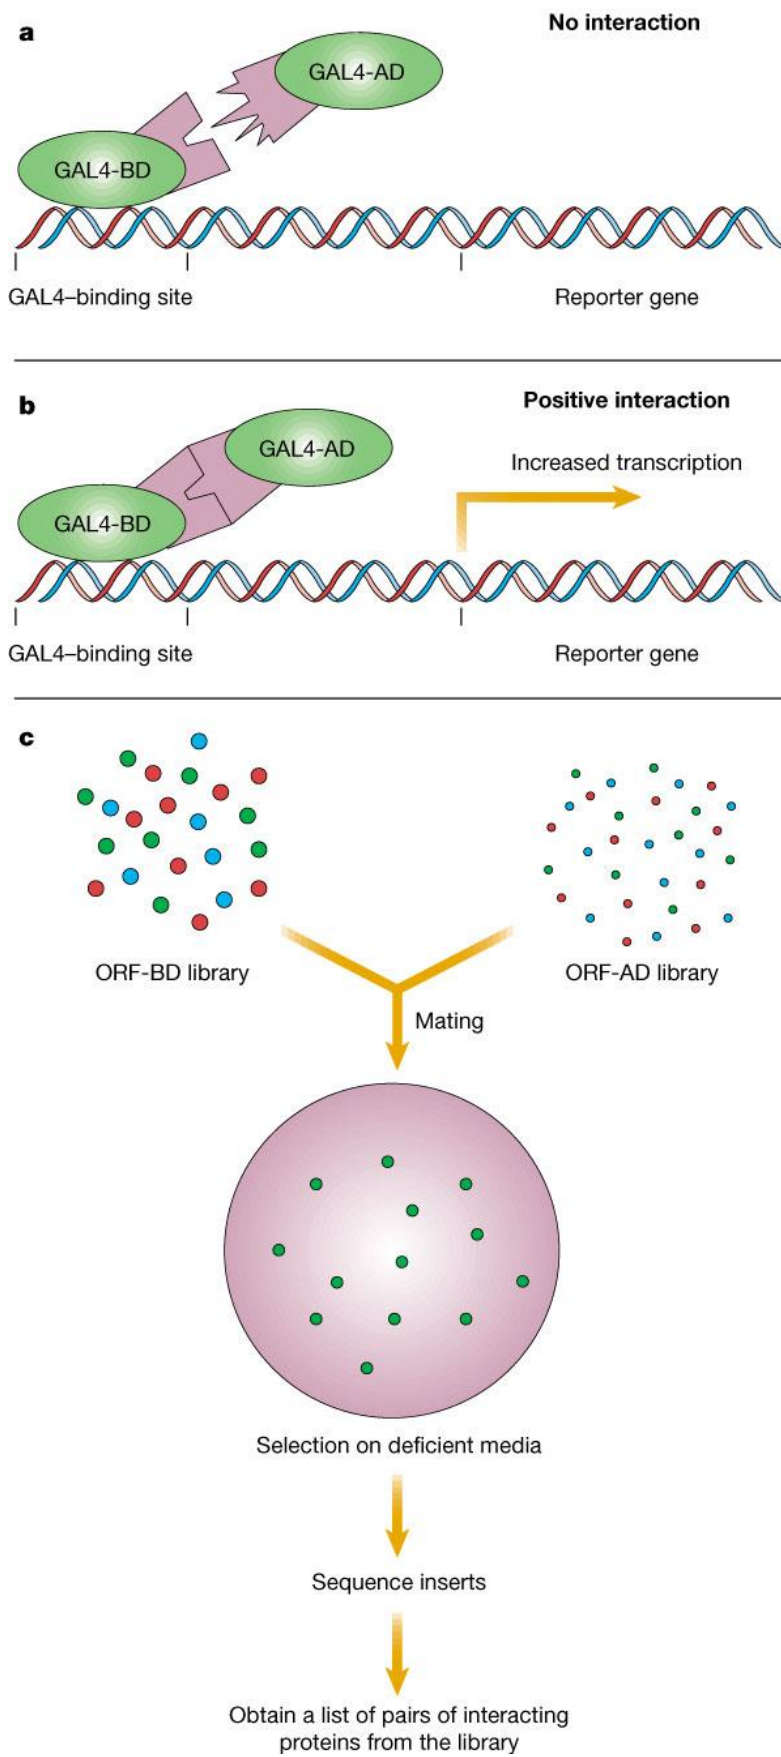 a
No interaction
GAL4-AD
GAL4-BD
GAL4–binding site
Reporter gene
b
Positive interaction
GAL4-AD
Increased transcription
GAL4-BD
GAL4–binding site
Reporter gene
c
ORF-BD library
ORF-AD library
Mating
Selection on deficient media
Sequence inserts
Obtain a list of pairs of interacting
proteins from the library